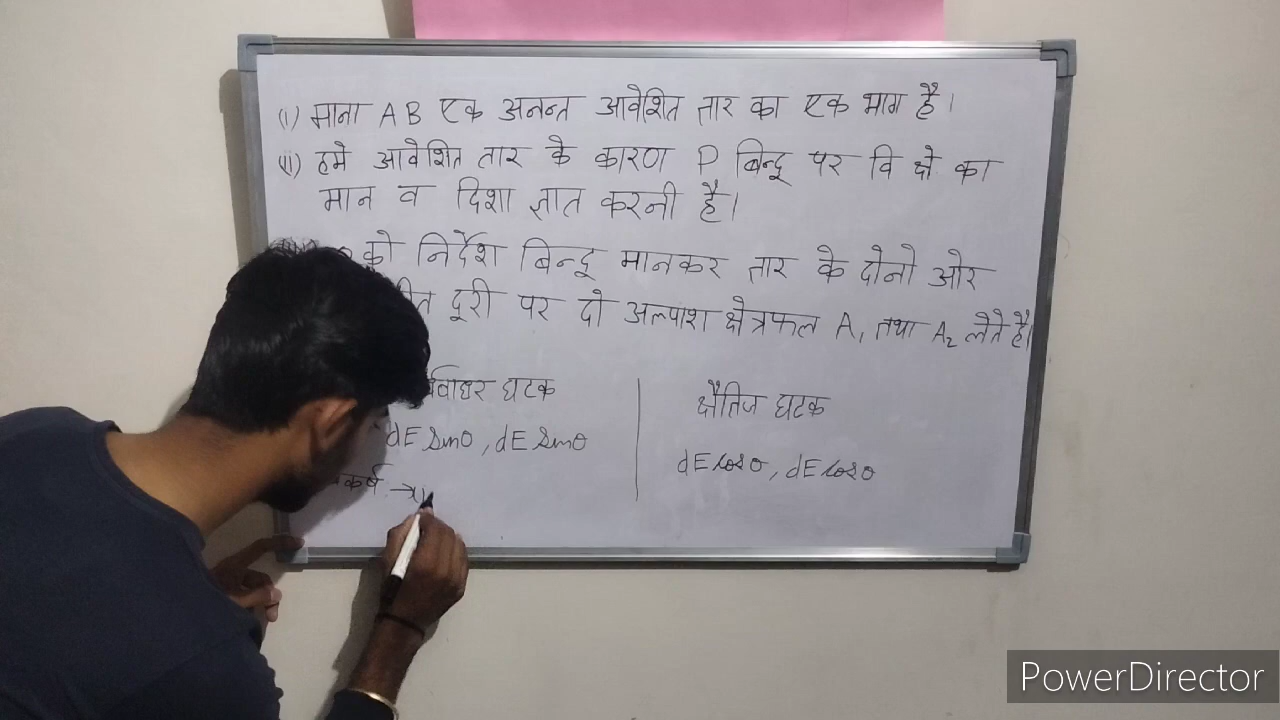 (i) माना A B एक अनन्त आवेशित तार का एक भाग है।
(ii) हमे आवेशित तार के कारण P बिन्दू पर वि क्षे का
मान व दिशा ज्ञात करनी है।
को निर्देश बिन्दू मानकर तार के दोनो ओर
दूरी पर दो अल्पाश क्षेत्रफल A₁ तथा A₂ लेते है।
घटक
क्षैतिज घटक
dE sinθ, dE sinθ
dE cosθ, dE cosθ
PowerDirector